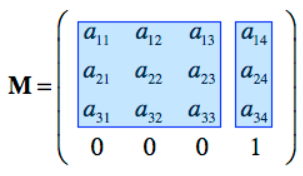 a₁₁ a₁₂ a₁₃ a₁₄
a₂₁ a₂₂ a₂₃ a₂₄
M = a₃₁ a₃₂ a₃₃ a₃₄
0 0 0 1